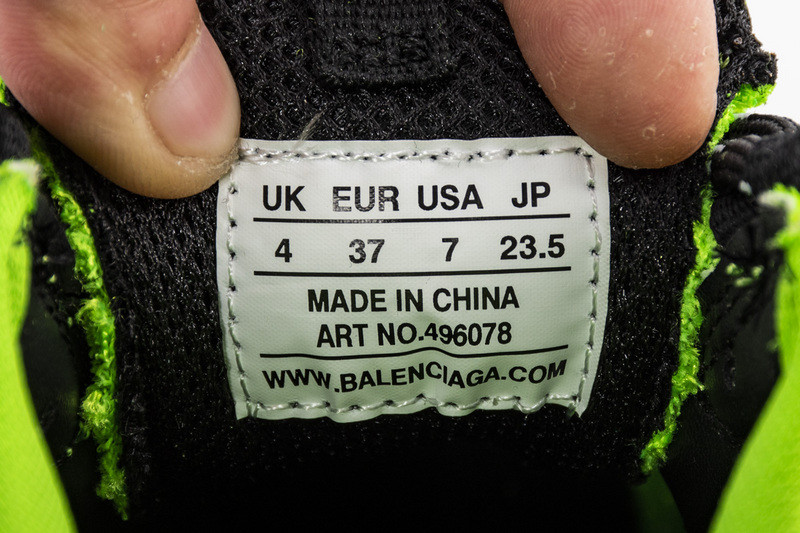 UK EUR USA JP
4 37 7 23.5
MADE IN CHINA
ART NO.496078
WWW.BALENCIAGA.COM